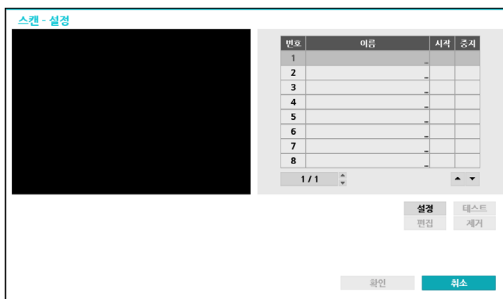 스캔 - 설정
번호 이름 시작 중지
1 _
2 _
3 _
4 _
5 _
6 _
7 _
8 _
1 / 1
설정 테스트
편집 제거
확인 취소